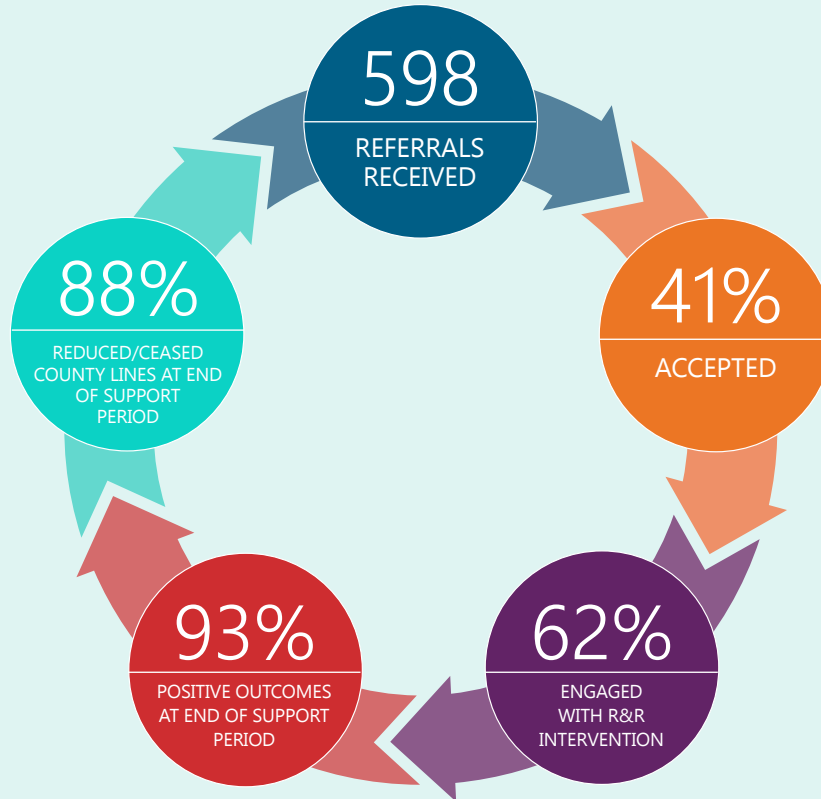 598
REFERRALS
RECEIVED
41%
ACCEPTED
62%
ENGAGED
WITH R&R
INTERVENTION
93%
POSITIVE OUTCOMES
AT END OF SUPPORT
PERIOD
88%
REDUCED/CEASED
COUNTY LINES AT END
OF SUPPORT
PERIOD